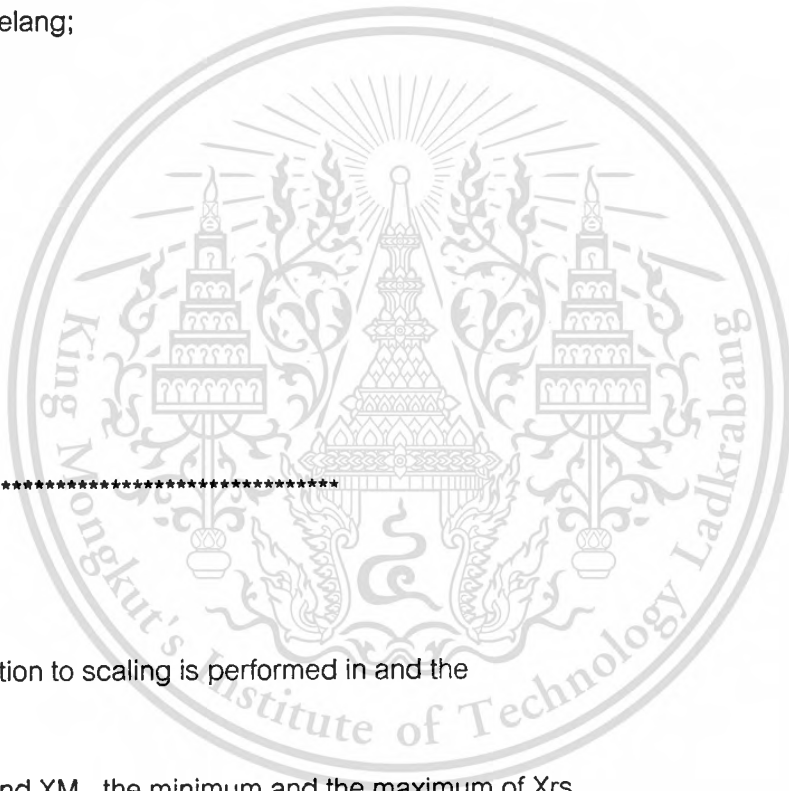 elang;
King Mongkut's Institute of Technology Ladkrabang
******************************
tion to scaling is performed in and the
and XM the minimum and the maximum of Xrs